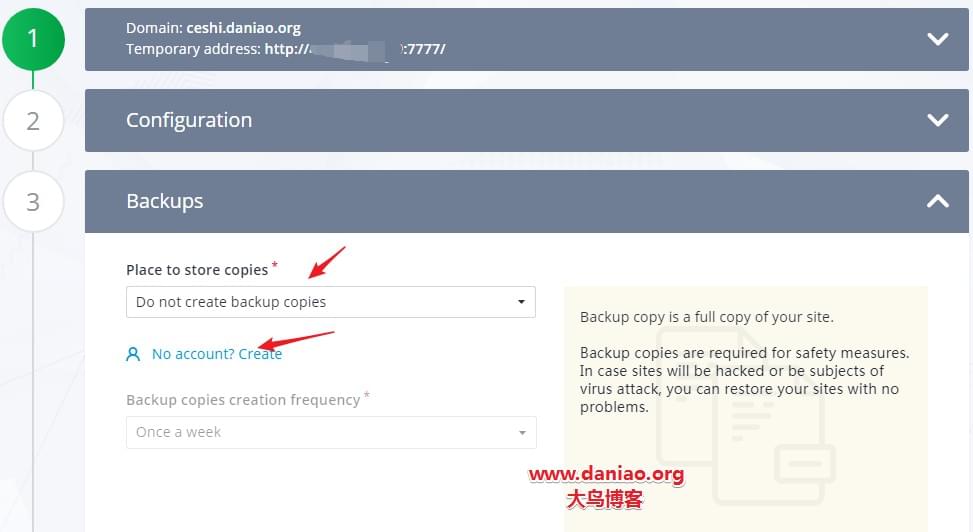 1
Domain: ceshi.daniao.org
Temporary address: http://:7777/
2
Configuration
3
Backups
Place to store copies *
Do not create backup copies
No account? Create
Backup copies creation frequency *
Once a week
Backup copy is a full copy of your site.
Backup copies are required for safety measures.
In case sites will be hacked or be subjects of
virus attack, you can restore your sites with no
problems.
www.daniao.org
大鸟博客